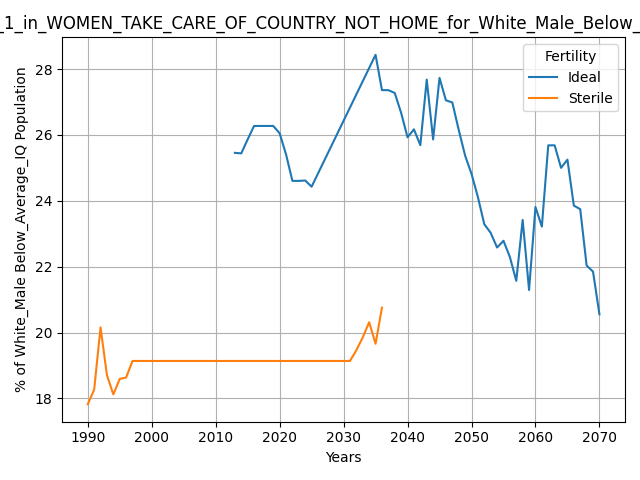 _1_in_WOMEN_TAKE_CARE_OF_COUNTRY_NOT_HOME_for_White_Male_Below_
Fertility
Ideal
Sterile
% of White_Male Below_Average_IQ Population
28
26
24
22
20
18
1990 2000 2010 2020 2030 2040 2050 2060 2070
Years